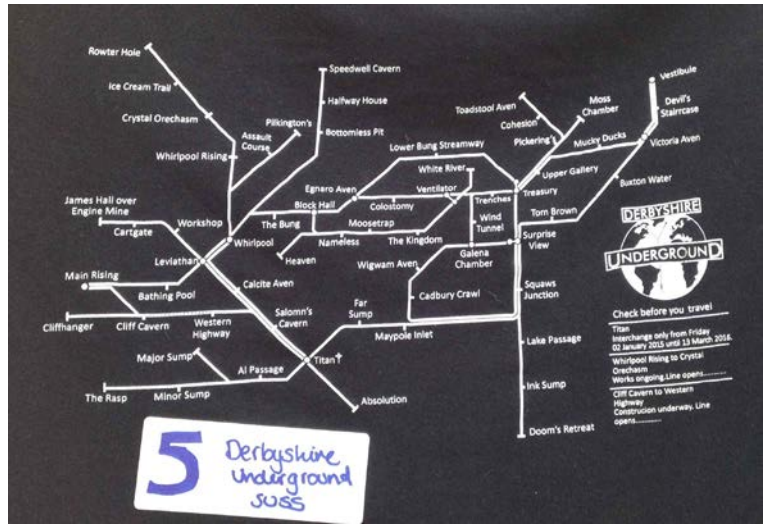 Rowter Hole
Ice Cream Trail
Crystal Orechasm
Whirlpool Rising
Assault
Course
Pilkington's
Speedwell Cavern
Halfway House
Bottomless Pit
Toadstool Aven
Cohesion
Moss
Chamber
Pickering's
Vestibule
Devil's
Stairrcase
Mucky Ducks
Victoria Aven
Lower Bung Streamway
White River
Upper Gallery
Buxton Water
Egnero Aven
Ventilator
Treasury
Colostomy
Trenches
Tom Brown
James Hall over
Engine Mine
Cartgate
Workshop
Block Hall
The Bung
Moosetrap
Wind
Tunnel
Whirlpool
Nameless
The Kingdom
Surprise
View
Heaven
Galena
Chamber
Leviathan
Wigwam Aven
Main Rising
Bathing Pool
Calcite Aven
Cadbury Crawl
Squaws
Junction
Far
Sump
Salomn's
Cavern
Cliffhanger
Cliff Cavern
Western
Highway
Maypole Inlet
Lake Passage
Major Sump
Al Passage
Titan†
The Rasp
Minor Sump
Absolution
Ink Sump
Doom's Retreat
DERBYSHIRE
UNDERGROUND
Check before you travel
Titan
Interchange only from Friday
02 January 2015 until 13 March 2016.
Whirlpool Rising to Crystal
Orechasm
Works ongoing.Line opens...........
Cliff Cavern to Western
Highway
Construcion underway. Line
opens............
5
Derbyshire
Underground
SUSS